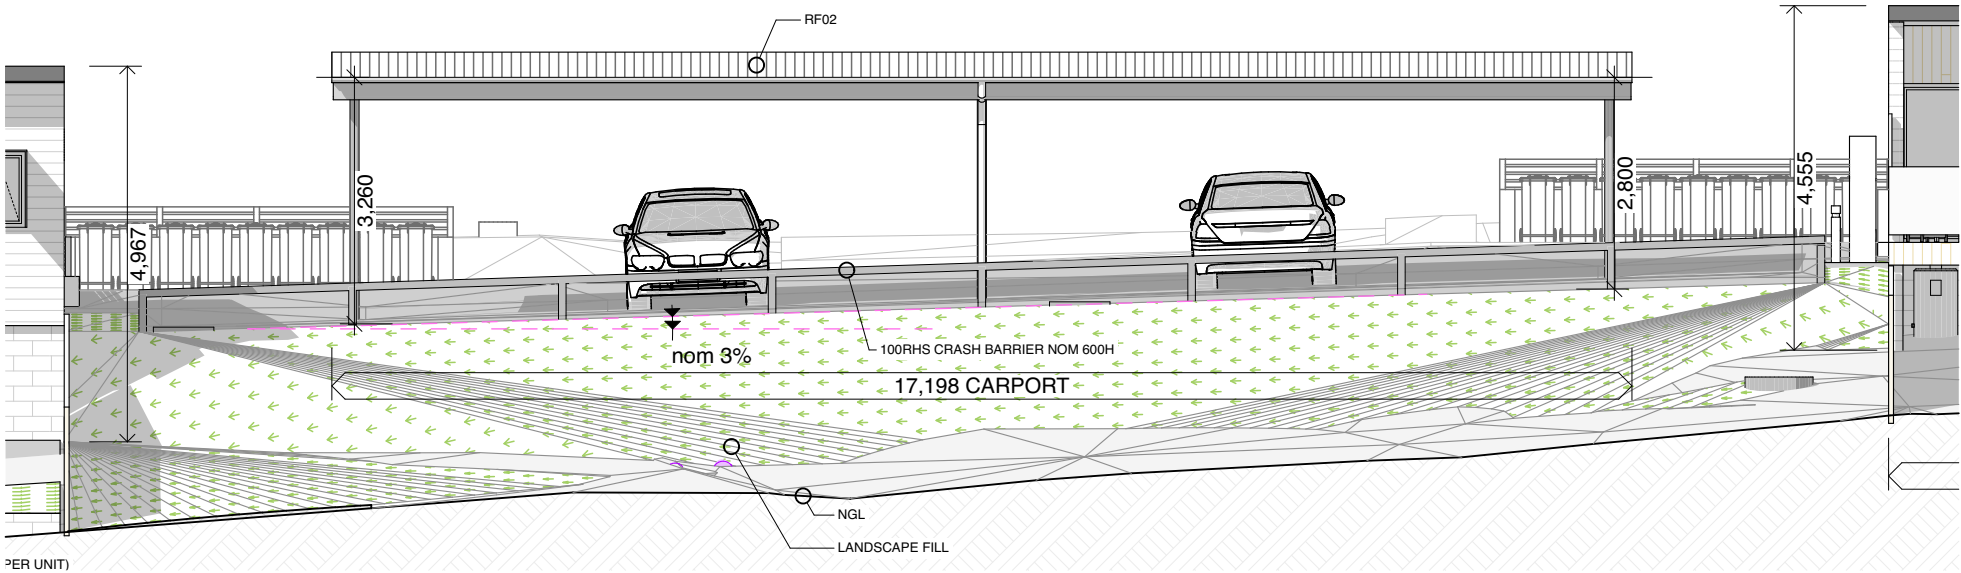 RF02
4,967
3,260
2,800
4,555
nom 3%
100RHS CRASH BARRIER NOM 600H
17,198 CARPORT
NGL
LANDSCAPE FILL
PER UNIT)